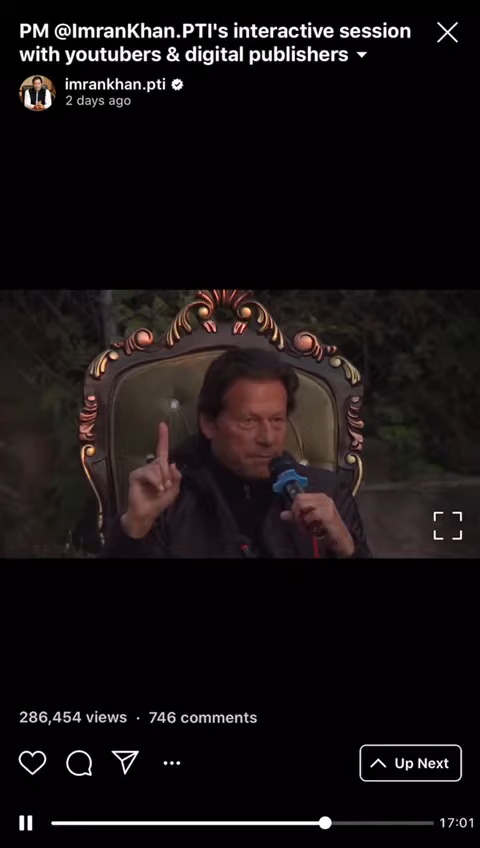 PM @ImranKhan.PTI's interactive session
with youtubers & digital publishers
imrankhan.pti
2 days ago
286,454 views · 746 comments
Up Next
17:01